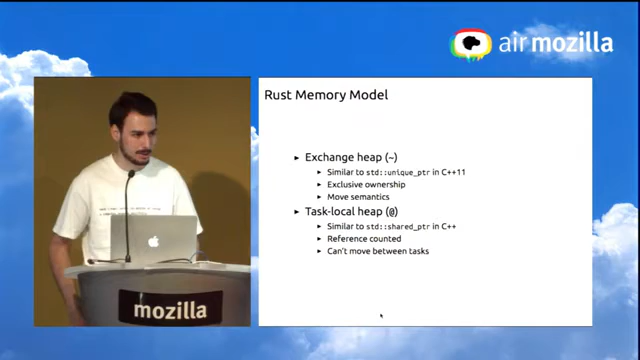 air mozilla
Rust Memory Model
Exchange heap (~)
Similar to std::unique_ptr in C++11
Exclusive ownership
Move semantics
Task-local heap (@)
Similar to std::shared_ptr in C++
Reference counted
Can't move between tasks
mozilla